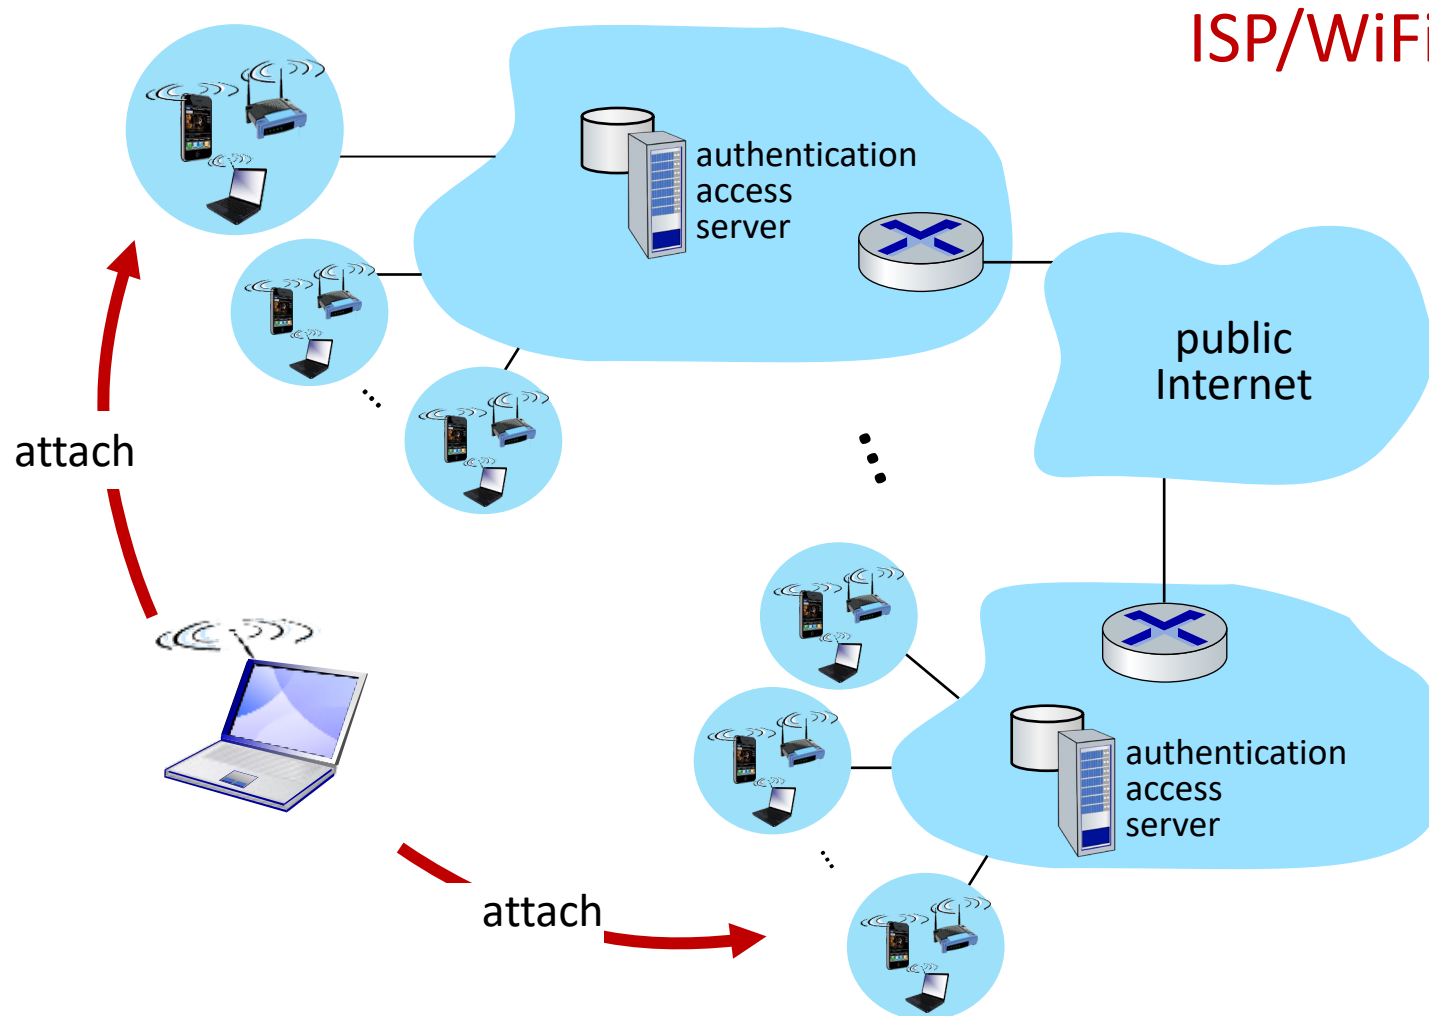 ISP/WiFi
authentication
access
server
public
Internet
attach
authentication
access
server
attach